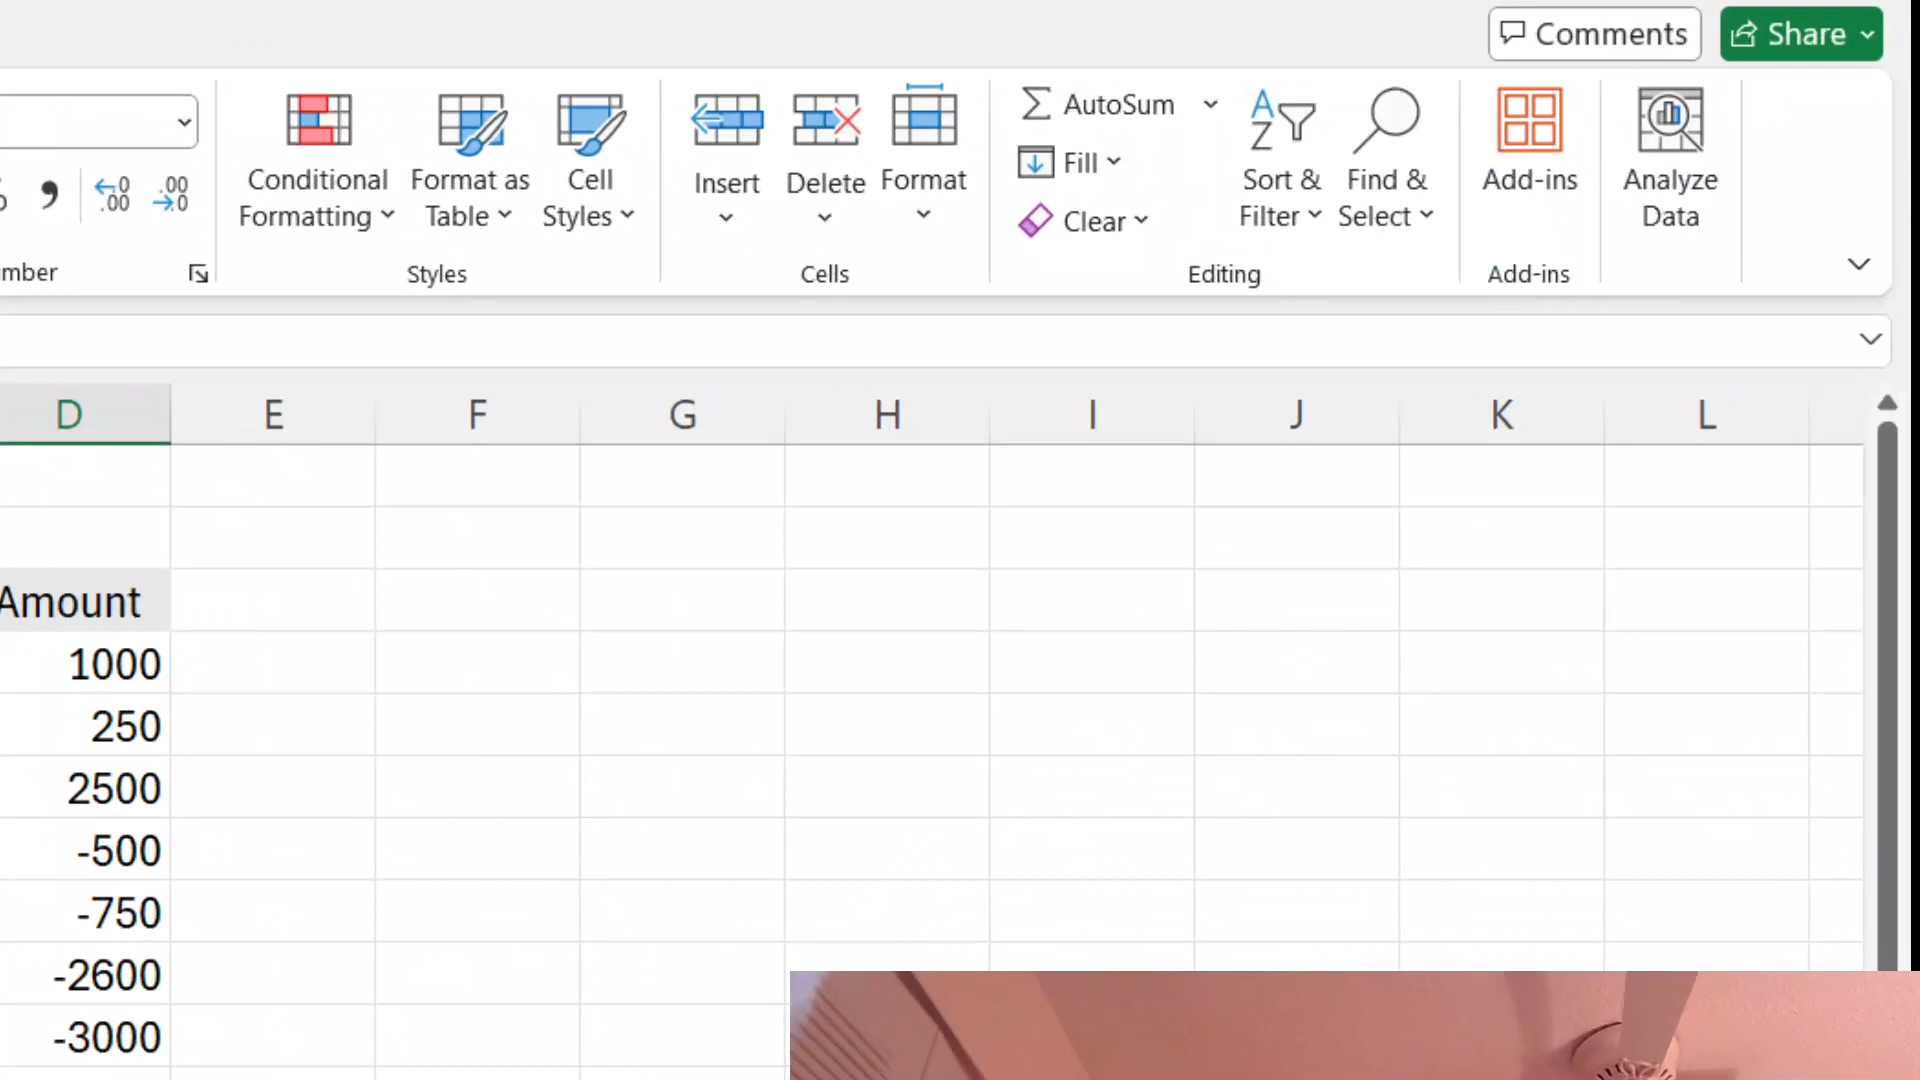 Comments
Share
AutoSum
Fill
Clear
Conditional
Formatting
Format as
Table
Cell
Styles
Insert
Delete
Format
Sort &
Filter
Find &
Select
Add-ins
Analyze
Data
Styles
Cells
Editing
Add-ins
D E F G H I J K L
Amount
1000
250
2500
-500
-750
-2600
-3000